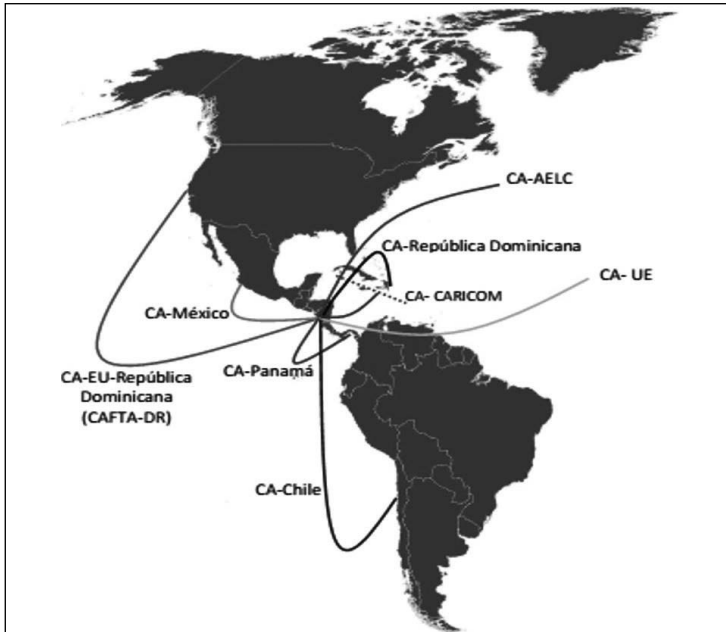 CA-AELC
CA-República Dominicana
CA- UE
CA- CARICOM
CA-México
CA-Panamá
CA-EU-República
Dominicana
(CAFTA-DR)
CA-Chile